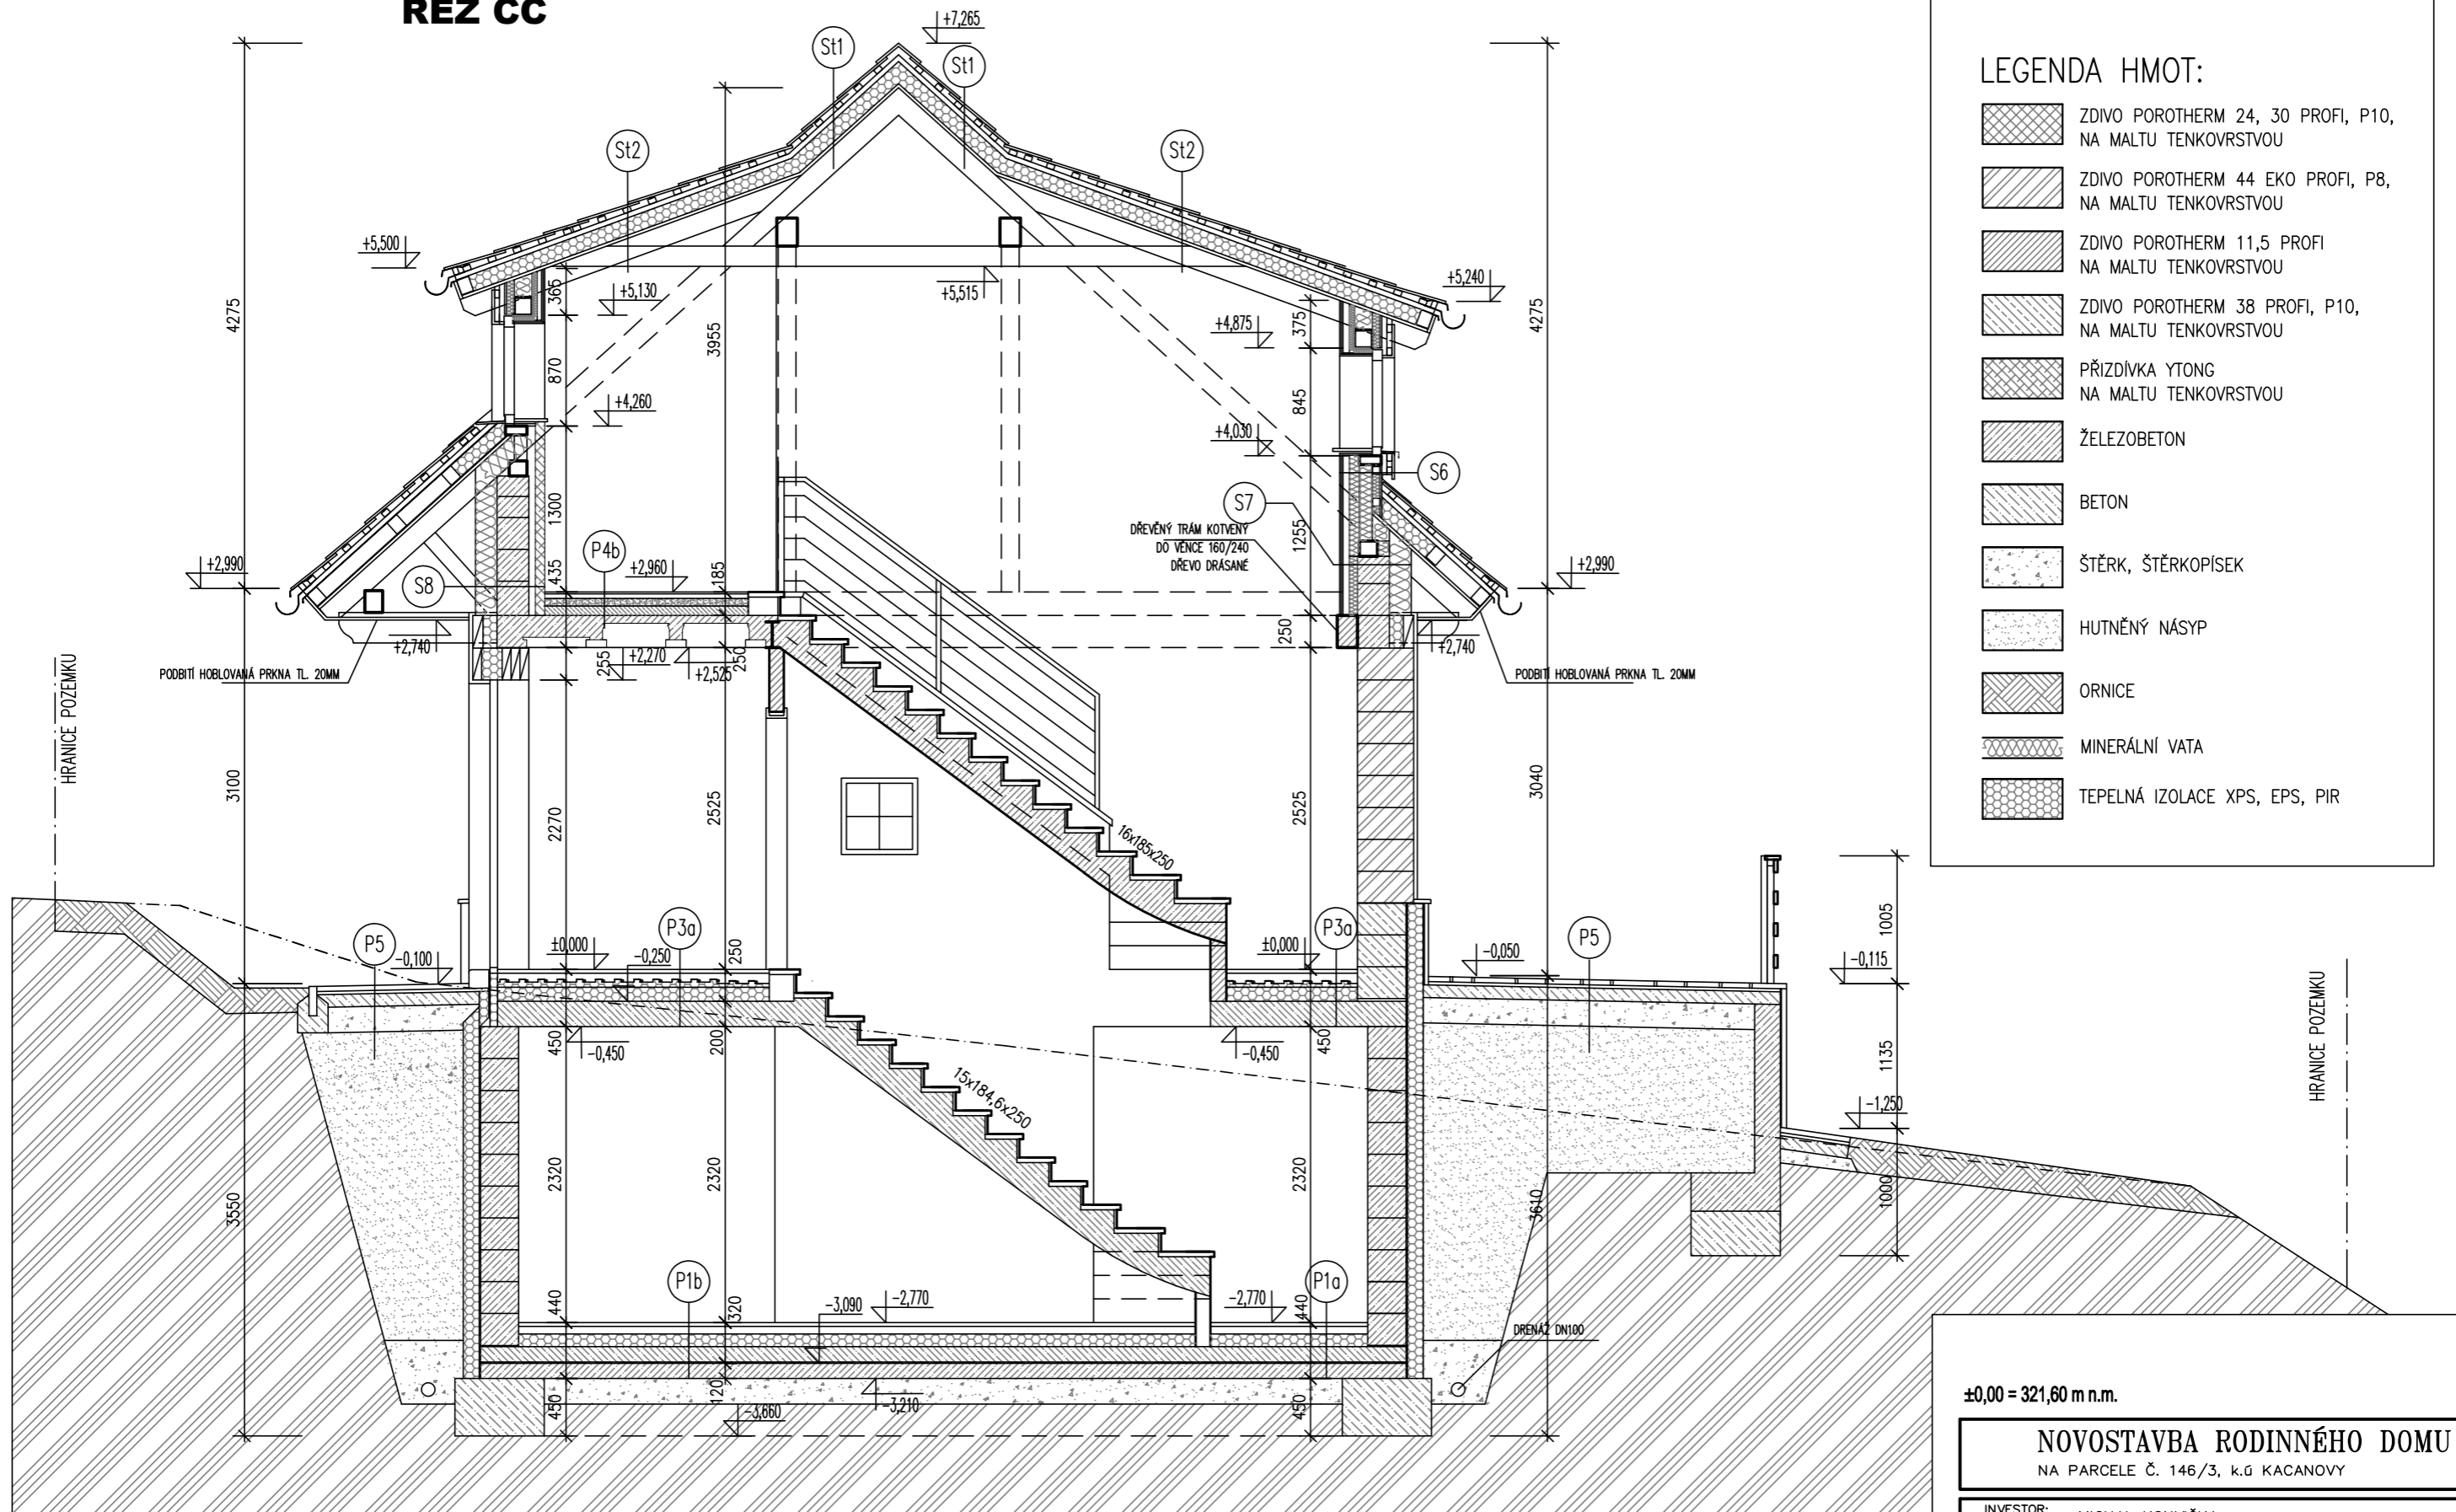 ŘEZ CC
+7,265
St1
St1
St2
St2
+5,500
+5,130
+5,515
+5,240
+4,875
+4,260
+4,030
4275
3955
4275
365
870
1300
435
185
375
845
1255
250
S6
S7
S8
P4b
DŘEVĚNÝ TRÁM KOTVENÝ
DO VĚNCE 160/240
DŘEVO DRÁSANÉ
+2,990
+2,960
+2,990
+2,740
+2,270
+2,525
255
250
+2,740
PODBITÍ HOBLOVANÁ PRKNA TL. 20MM
PODBITÍ HOBLOVANÁ PRKNA TL. 20MM
HRANICE POZEMKU
3100
2270
2525
2525
3040
16x185x250
P5
P3a
P3a
P5
-0,100
±0,000
-0,250
250
±0,000
-0,050
-0,115
1005
HRANICE POZEMKU
450
-0,450
200
-0,450
450
1135
-1,250
15x184,6x250
3550
2320
2320
2320
3610
1000
P1b
P1a
440
-3,090
-2,770
320
-2,770
440
DRENÁŽ DN100
450
120
-3,660
-3,210
450
LEGENDA HMOT:
ZDIVO POROTHERM 24, 30 PROFI, P10,
NA MALTU TENKOVRSTVOU
ZDIVO POROTHERM 44 EKO PROFI, P8,
NA MALTU TENKOVRSTVOU
ZDIVO POROTHERM 11,5 PROFI
NA MALTU TENKOVRSTVOU
ZDIVO POROTHERM 38 PROFI, P10,
NA MALTU TENKOVRSTVOU
PŘIZDÍVKA YTONG
NA MALTU TENKOVRSTVOU
ŽELEZOBETON
BETON
ŠTĚRK, ŠTĚRKOPÍSEK
HUTNĚNÝ NÁSYP
ORNICE
MINERÁLNÍ VATA
TEPELNÁ IZOLACE XPS, EPS, PIR
±0,00 = 321,60 m n.m.
NOVOSTAVBA RODINNÉHO DOMU
NA PARCELE Č. 146/3, k.ú KACANOVY
INVESTOR: